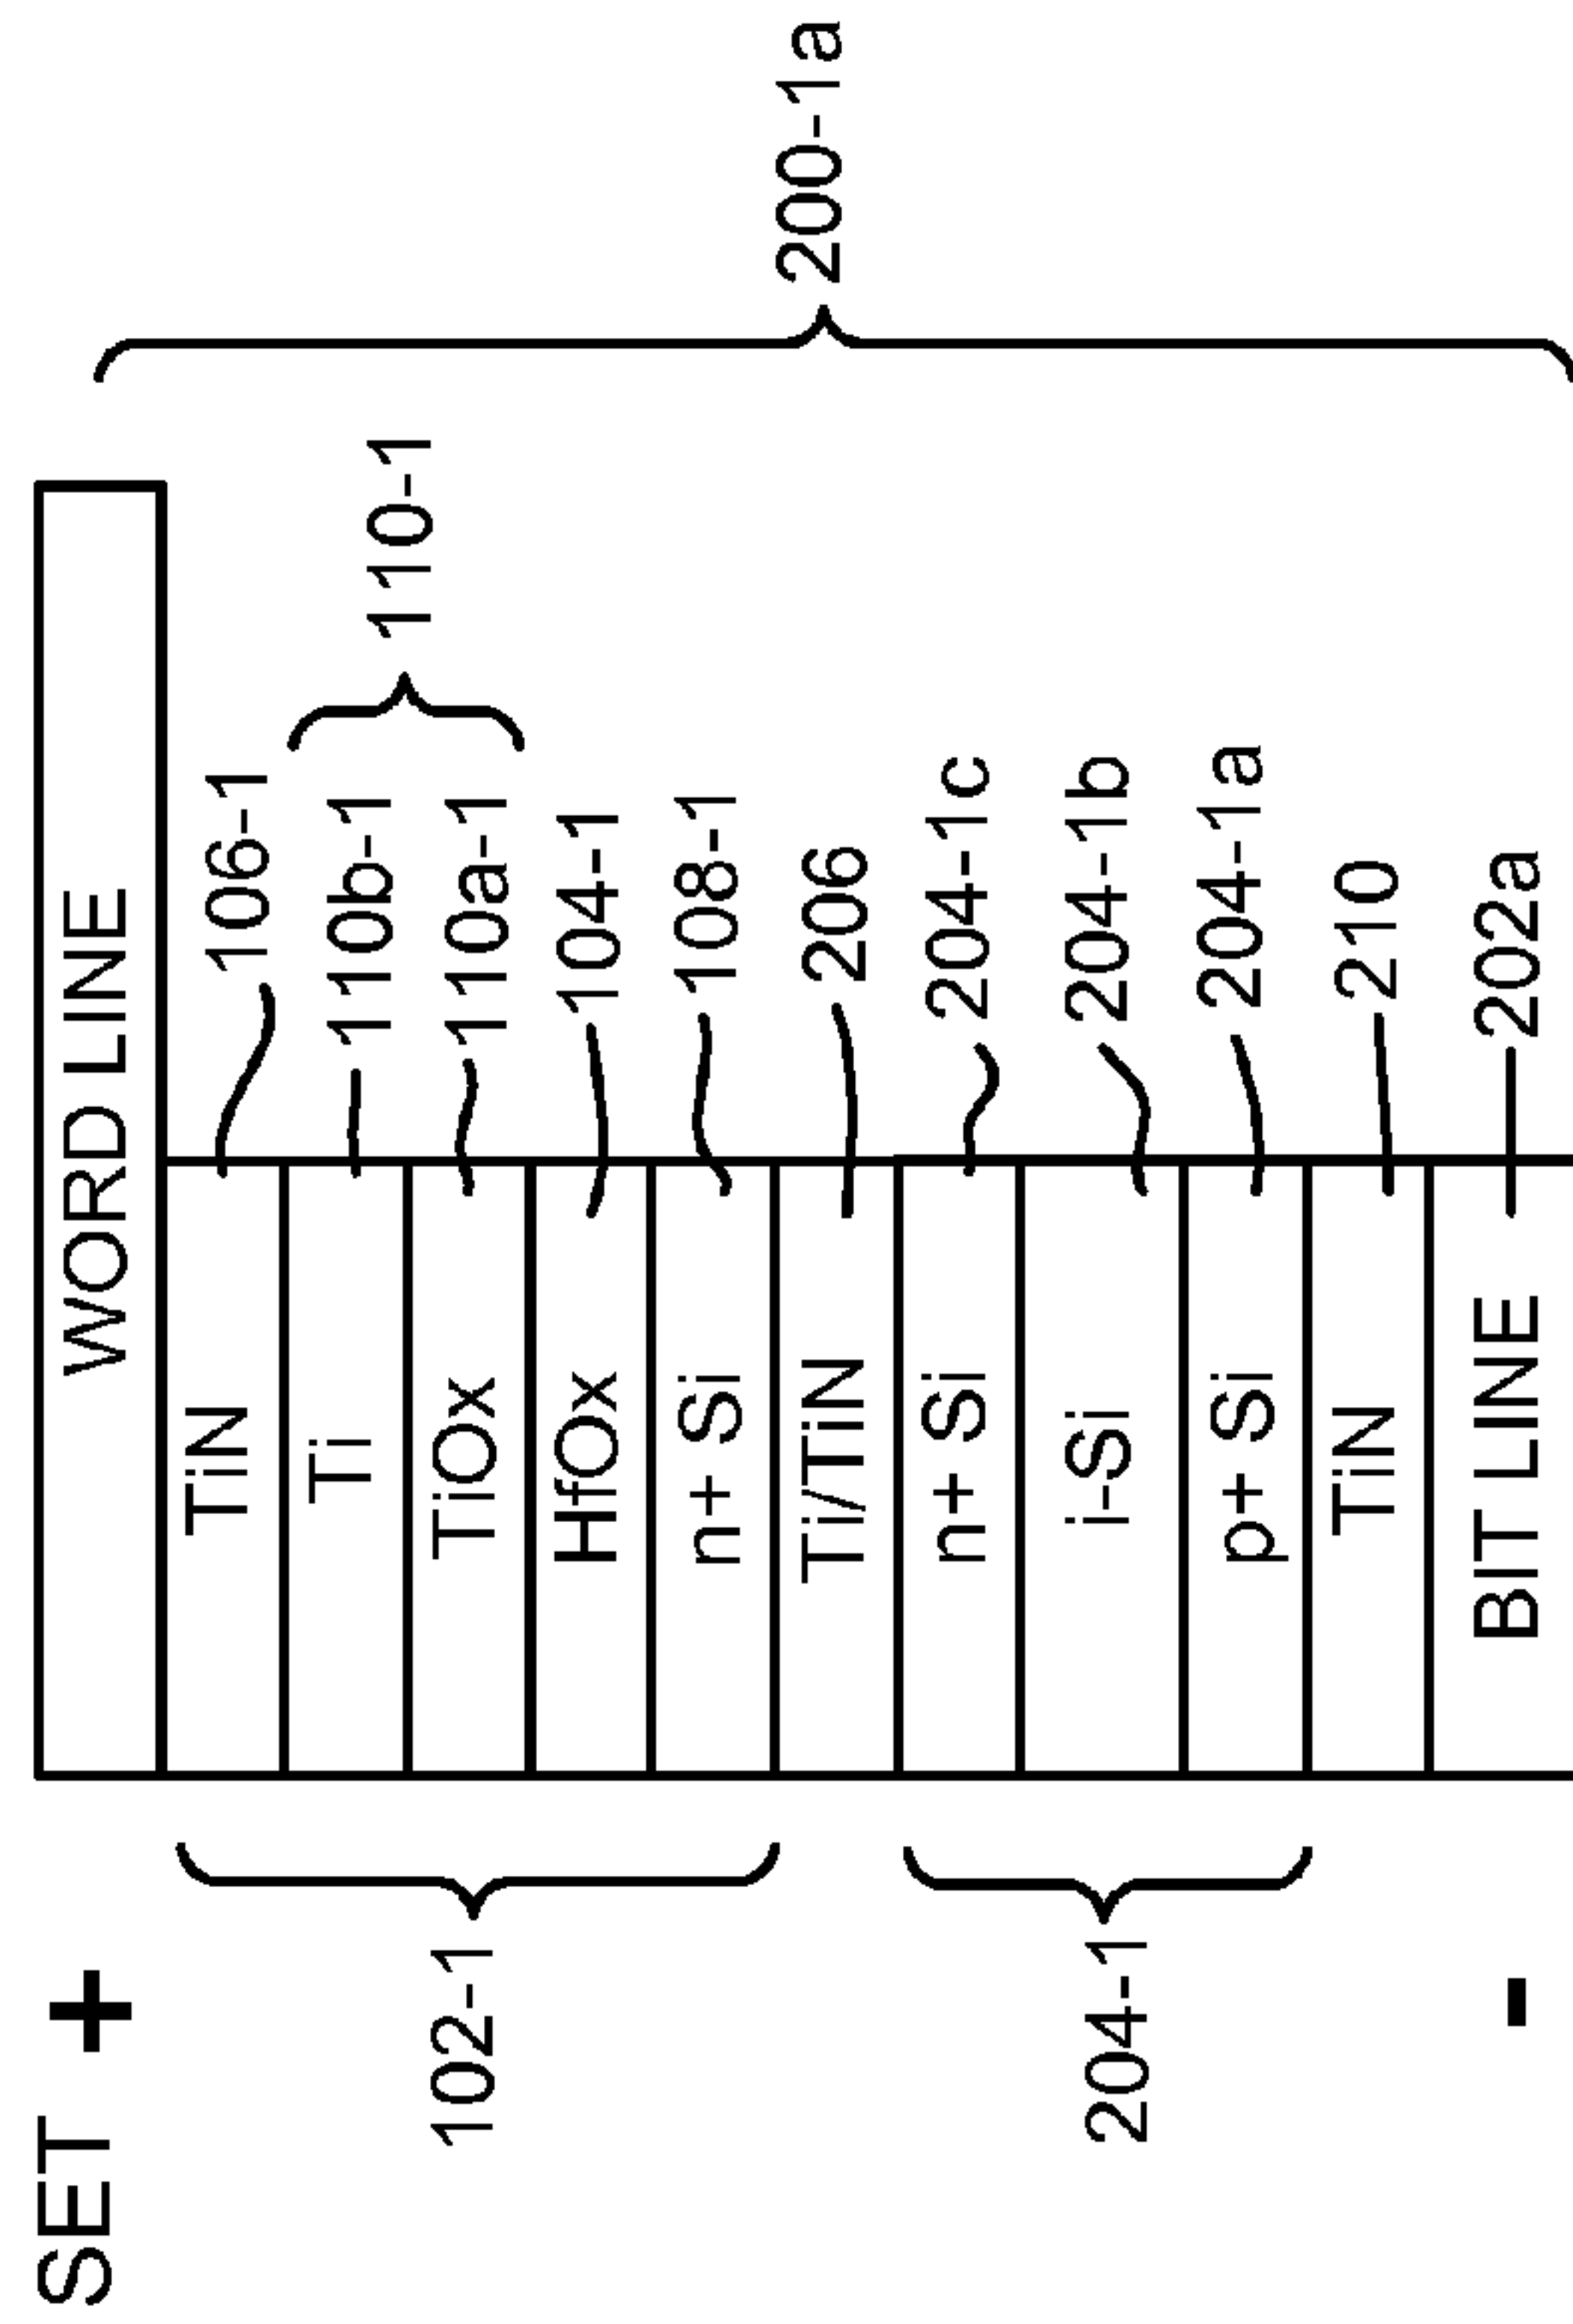 SET + WORD LINE
TiN 106-1
Ti 110b-1
TiOx 110a-1
110-1
HfOx 104-1
n+ Si 108-1
102-1
Ti/TiN 206
n+ Si 204-1c
i-Si 204-1b
p+ Si 204-1a
204-1
TiN 210
- BIT LINE 202a
200-1a